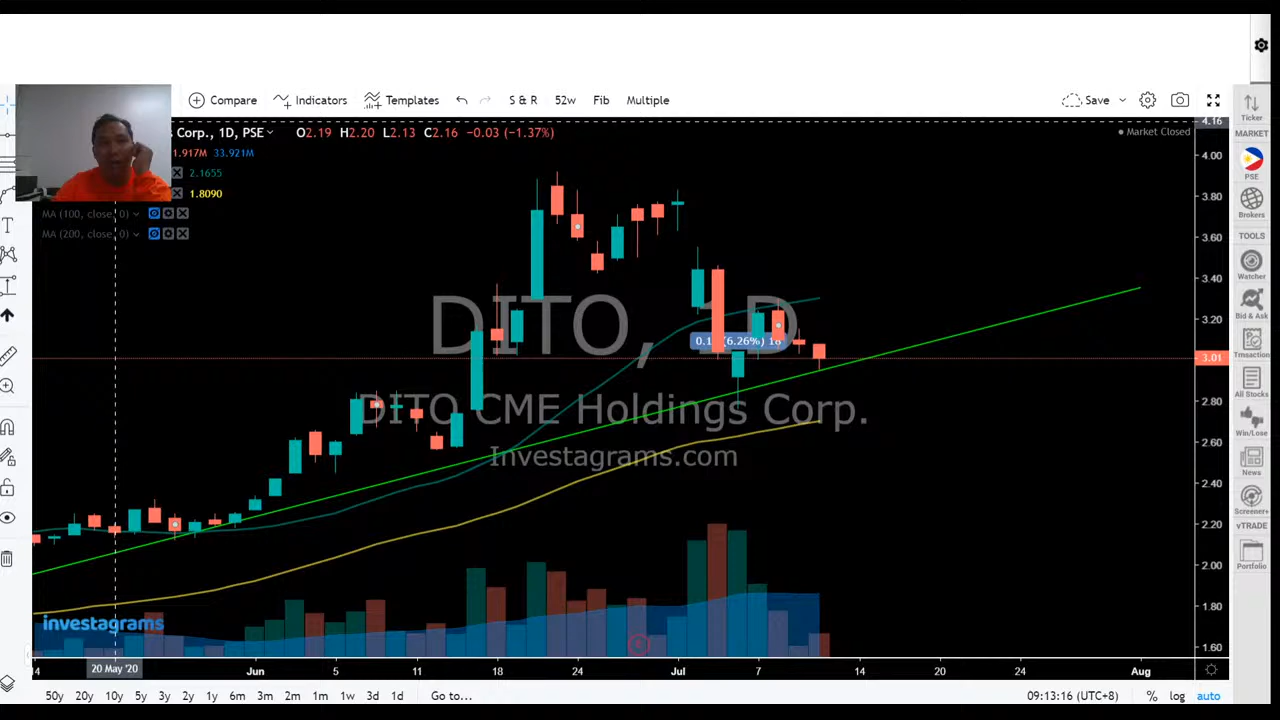 Compare Indicators Templates S & R 52w Fib Multiple Save
Corp., 1D, PSE O2.19 H2.20 L2.13 C2.16 −0.03 (−1.37%) Market Closed 4.16
1.917M 33.921M
2.1655
1.8090
MA (100, close, 0)
MA (200, close, 0)
4.00
3.80
3.60
3.40
3.20
3.01
2.80
2.60
2.40
2.20
2.00
1.80
1.60
DITO, 1D
DITO CME Holdings Corp.
Investagrams.com
(6.26%)
investagrams
14 20 May '20 Jun 5 11 18 24 Jul 7 14 20 24 Aug
50y 20y 10y 5y 3y 2y 1y 6m 3m 2m 1m 1w 3d 1d Go to... 09:13:16 (UTC+8) % log auto
Ticker
MARKET
PSE
Brokers
TOOLS
Watcher
Bid & Ask
Trnsaction
All Stocks
Win/Lose
News
Screener+
vTRADE
Portfolio